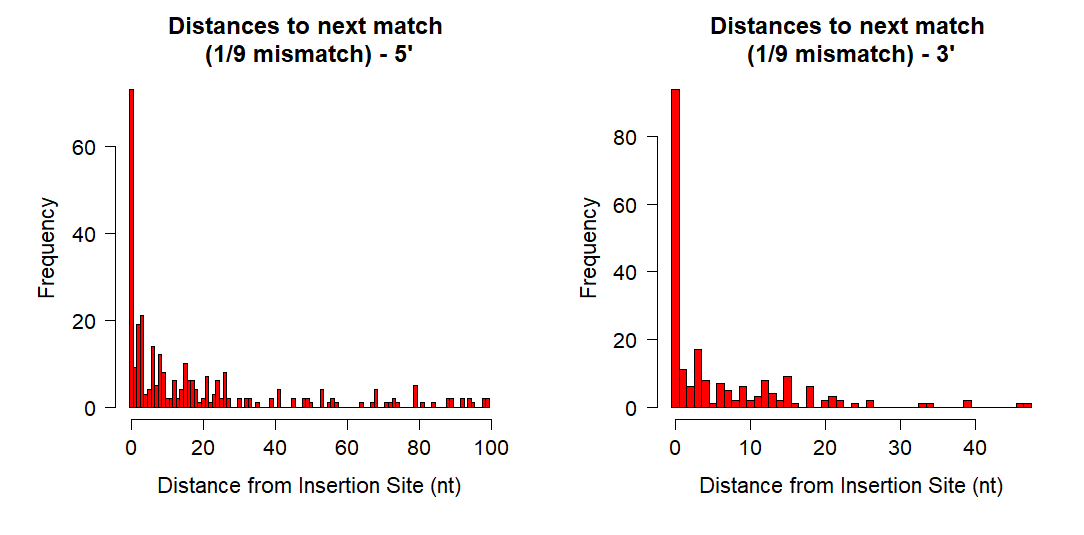 Distances to next match
(1/9 mismatch) - 5'
Frequency
60
40
20
0
0 20 40 60 80 100
Distance from Insertion Site (nt)
Distances to next match
(1/9 mismatch) - 3'
Frequency
80
60
40
20
0
0 10 20 30 40
Distance from Insertion Site (nt)